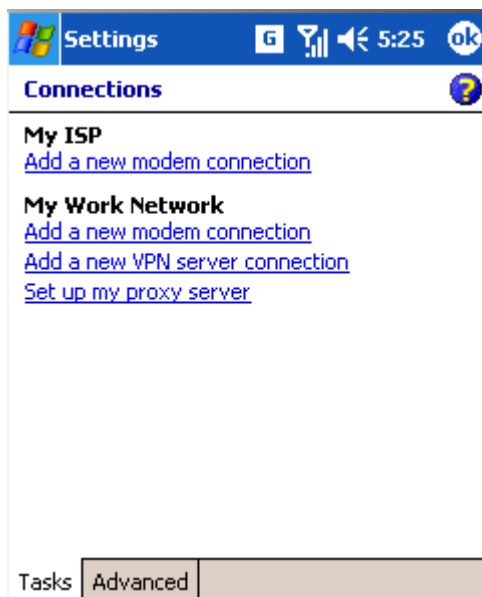 Settings G 5:25 ok
Connections ?
My ISP
Add a new modem connection
My Work Network
Add a new modem connection
Add a new VPN server connection
Set up my proxy server
Tasks Advanced